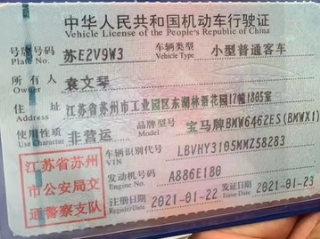 中华人民共和国机动车行驶证
Vehicle License of the People's Republic of China
号牌号码 苏E2V9W3 车辆类型 小型普通客车
Plate No. Vehicle Type
所有人 袁文琴
Owner
住址 江苏省苏州市工业园区东湖林语花园17幢1805室
Address
使用性质 非营运 品牌型号 宝马牌BMW6462ES(BMWX1)
Use Character Model
车辆识别代号 LBVHY3105MMZ58283
VIN
发动机号码 A886E180
Engine No.
注册日期 2021-01-22 发证日期 2021-01-23
Register Date Issue Date
江苏省苏州
市公安局交
通警察支队